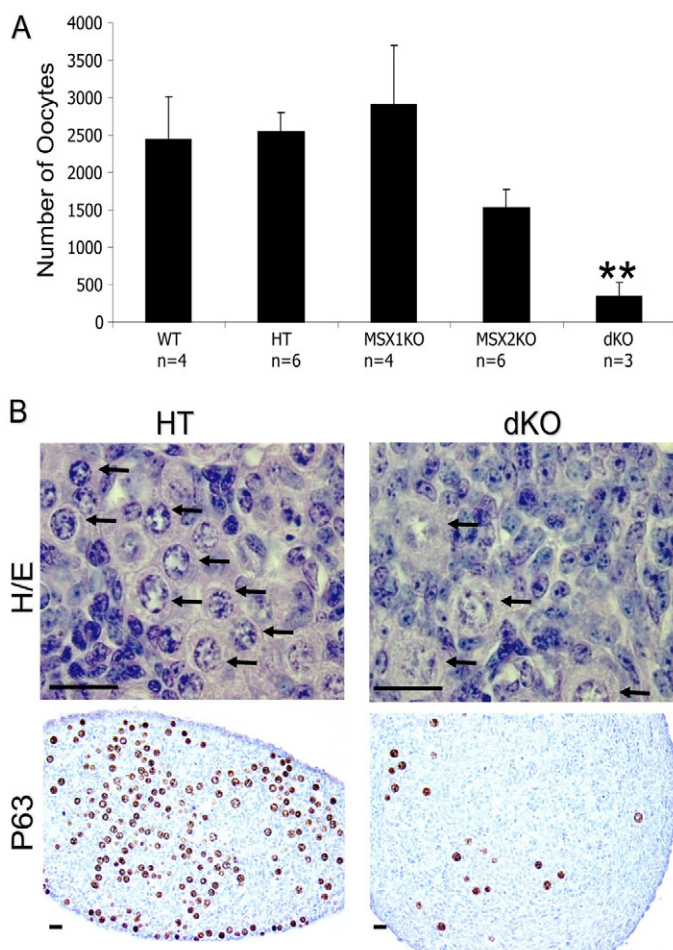 A
Number of Oocytes
4000
3500
3000
2500
2000
1500
1000
500
0
**
WT HT MSX1KO MSX2KO dKO
n=4 n=6 n=4 n=6 n=3
B
HT dKO
H/E
P63